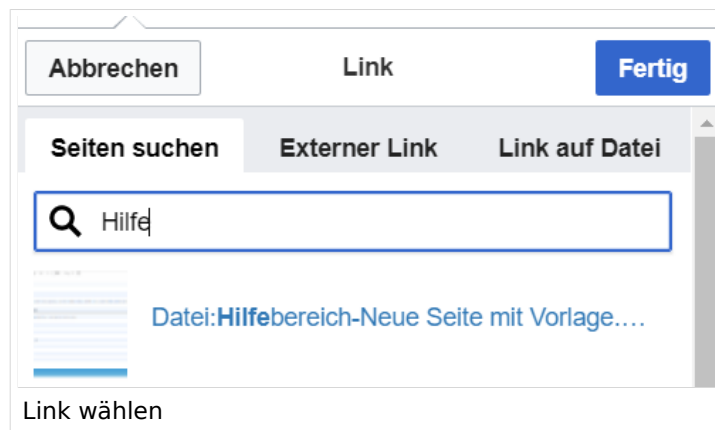 Abbrechen Link Fertig
Seiten suchen Externer Link Link auf Datei
Hilfe
Datei:Hilfebereich-Neue Seite mit Vorlage....
Link wählen